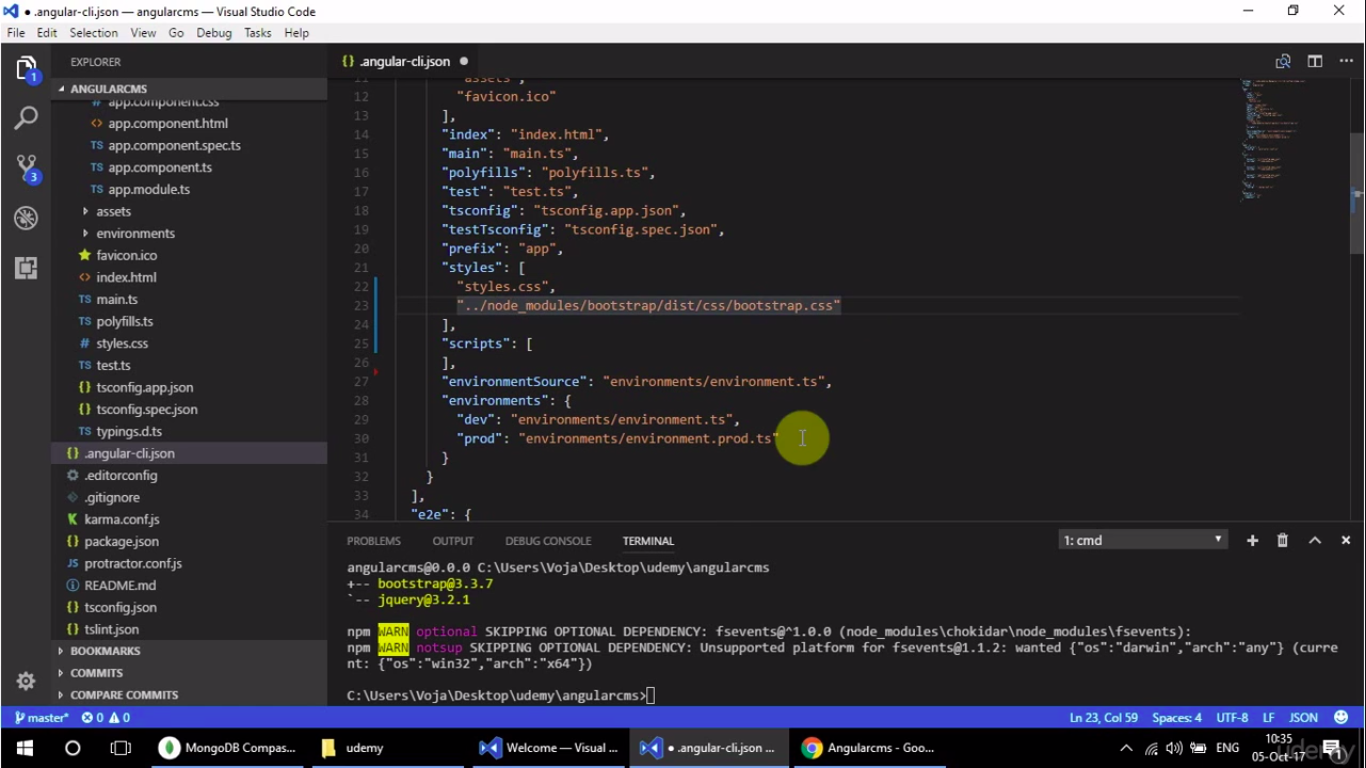 .angular-cli.json — angularcms — Visual Studio Code
File Edit Selection View Go Debug Tasks Help
EXPLORER
ANGULARCMS
app.component.css
app.component.html
app.component.spec.ts
app.component.ts
app.module.ts
assets
environments
favicon.ico
index.html
main.ts
polyfills.ts
styles.css
test.ts
tsconfig.app.json
tsconfig.spec.json
typings.d.ts
.angular-cli.json
.editorconfig
.gitignore
karma.conf.js
package.json
protractor.conf.js
README.md
tsconfig.json
tslint.json
BOOKMARKS
COMMITS
COMPARE COMMITS
1
3
.angular-cli.json
11 "assets",
12 "favicon.ico"
13 ],
14 "index": "index.html",
15 "main": "main.ts",
16 "polyfills": "polyfills.ts",
17 "test": "test.ts",
18 "tsconfig": "tsconfig.app.json",
19 "testTsconfig": "tsconfig.spec.json",
20 "prefix": "app",
21 "styles": [
22 "styles.css",
23 "../node_modules/bootstrap/dist/css/bootstrap.css"
24 ],
25 "scripts": [
26 ],
27 "environmentSource": "environments/environment.ts",
28 "environments": {
29 "dev": "environments/environment.ts",
30 "prod": "environments/environment.prod.ts"
31 }
32 }
33 ],
34 "e2e": {
PROBLEMS OUTPUT DEBUG CONSOLE TERMINAL 1: cmd
angularcms@0.0.0 C:\Users\Voja\Desktop\udemy\angularcms
+-- bootstrap@3.3.7
`-- jquery@3.2.1
npm WARN optional SKIPPING OPTIONAL DEPENDENCY: fsevents@^1.0.0 (node_modules\chokidar\node_modules\fsevents):
npm WARN notsup SKIPPING OPTIONAL DEPENDENCY: Unsupported platform for fsevents@1.1.2: wanted {"os":"darwin","arch":"any"} (curre
nt: {"os":"win32","arch":"x64"})
C:\Users\Voja\Desktop\udemy\angularcms>
master* 0 0 Ln 23, Col 59 Spaces: 4 UTF-8 LF JSON
MongoDB Compas... udemy Welcome — Visual ... .angular-cli.json ... Angularcms - Goo... ENG 10:35
05-Oct-17
1
udemy